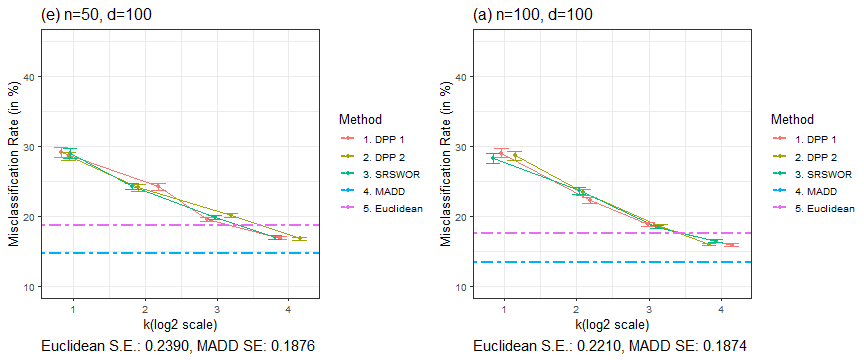 (e) n=50, d=100
Misclassification Rate (in %)
40
30
20
10
1 2 3 4
k(log2 scale)
Euclidean S.E.: 0.2390, MADD SE: 0.1876
Method
1. DPP 1
2. DPP 2
3. SRSWOR
4. MADD
5. Euclidean
(a) n=100, d=100
Misclassification Rate (in %)
40
30
20
10
1 2 3 4
k(log2 scale)
Euclidean S.E.: 0.2210, MADD SE: 0.1874
Method
1. DPP 1
2. DPP 2
3. SRSWOR
4. MADD
5. Euclidean